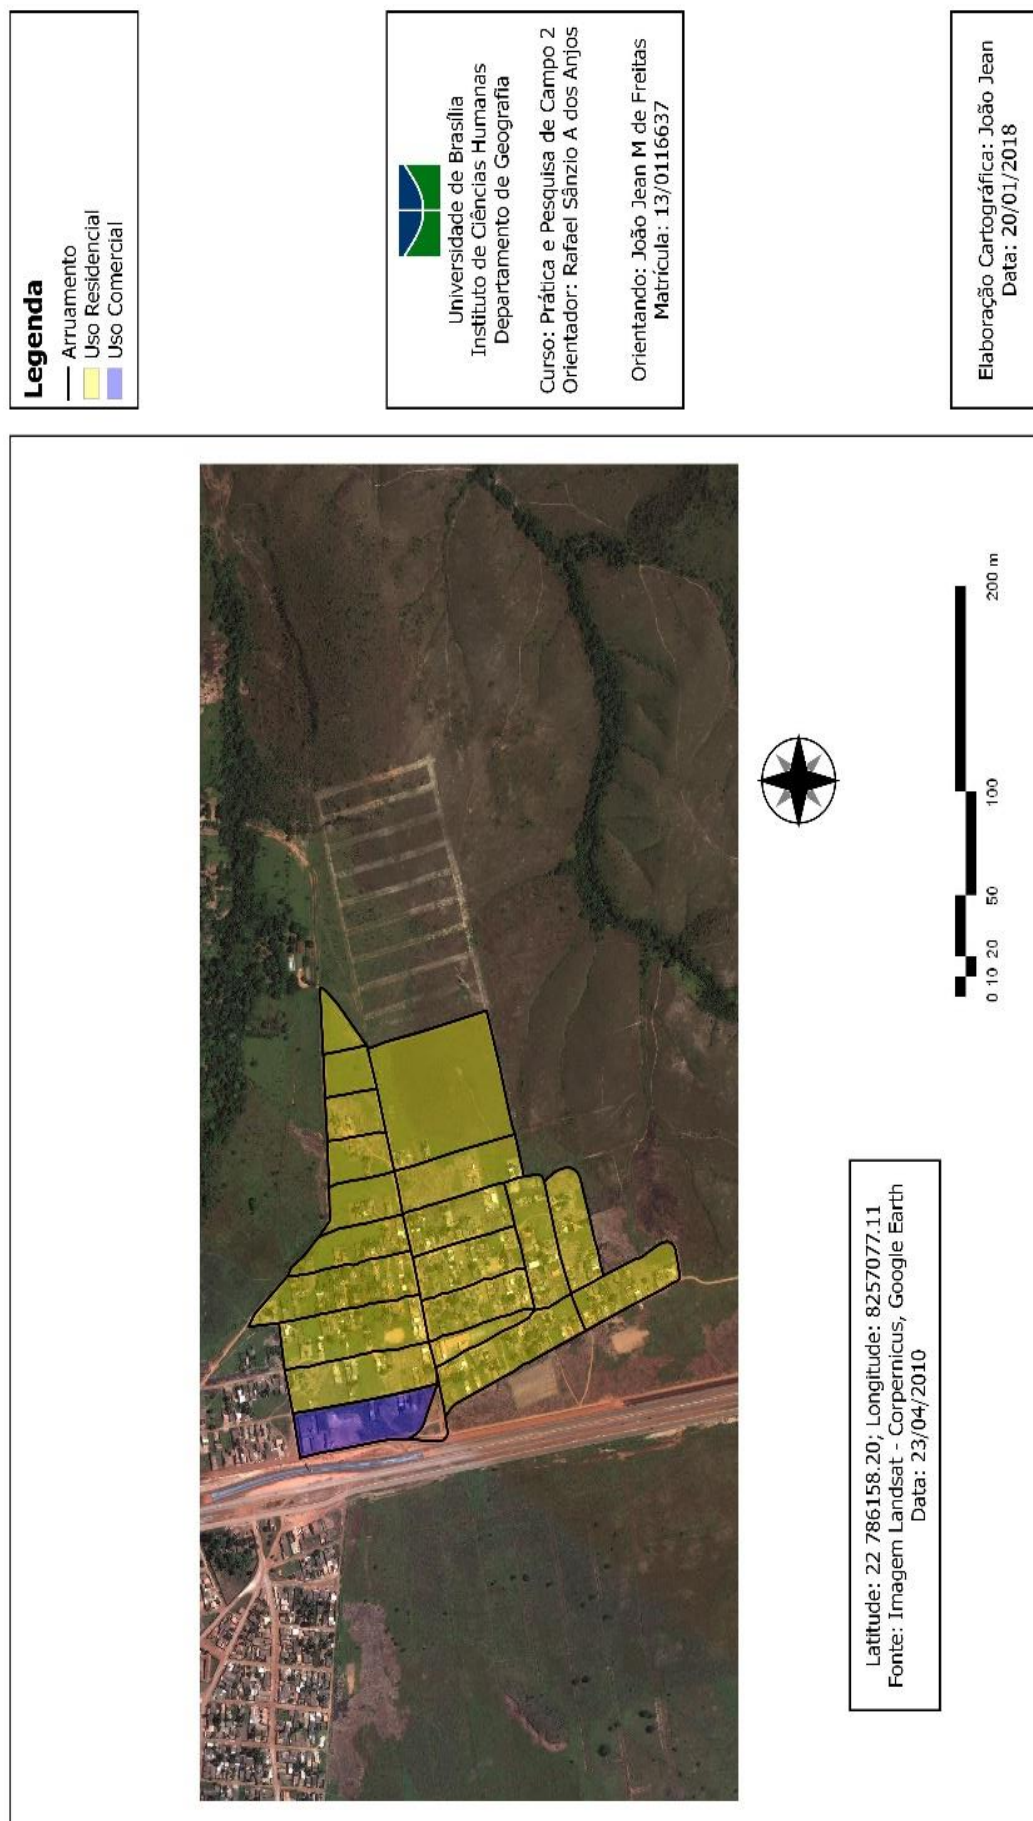 Legenda
Arruamento
Uso Residencial
Uso Comercial
Universidade de Brasília
Instituto de Ciências Humanas
Departamento de Geografia
Curso: Prática e Pesquisa de Campo 2
Orientador: Rafael Sânzio A dos Anjos
Orientando: João Jean M de Freitas
Matrícula: 13/0116637
Elaboração Cartográfica: João Jean
Data: 20/01/2018
0 10 20 50 100 200 m
Latitude: 22 786158.20; Longitude: 8257077.11
Fonte: Imagem Landsat - Corpernicus, Google Earth
Data: 23/04/2010